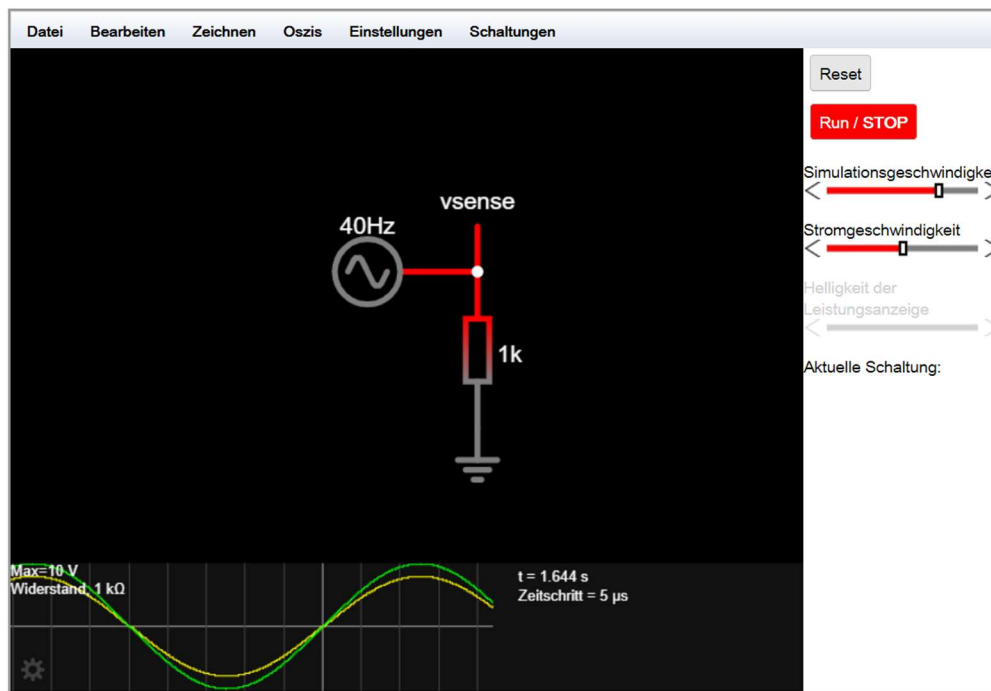 Datei Bearbeiten Zeichnen Oszis Einstellungen Schaltungen
Reset
Run / STOP
Simulationsgeschwindigke
Stromgeschwindigkeit
Helligkeit der
Leistungsanzeige
Aktuelle Schaltung:
vsense
40Hz
1k
Max=10 V
Widerstand, 1 kΩ
t = 1.644 s
Zeitschritt = 5 µs